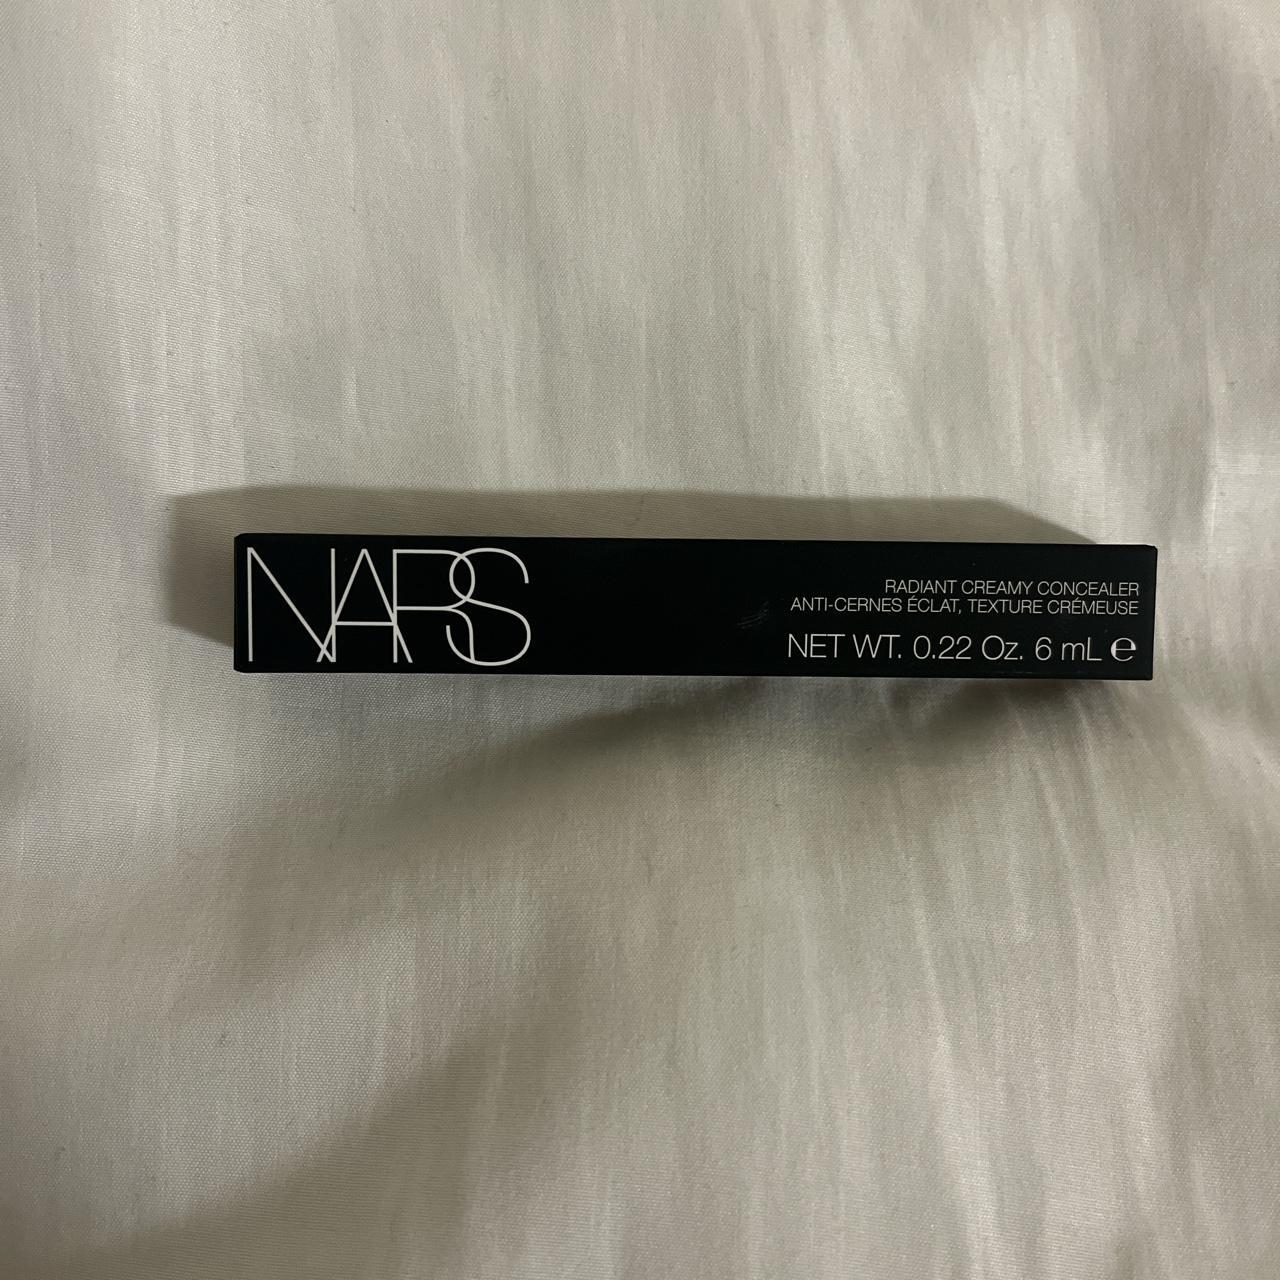 NARS
RADIANT CREAMY CONCEALER
ANTI-CERNES ÉCLAT, TEXTURE CRÉMEUSE
NET WT. 0.22 Oz. 6 mL ℮